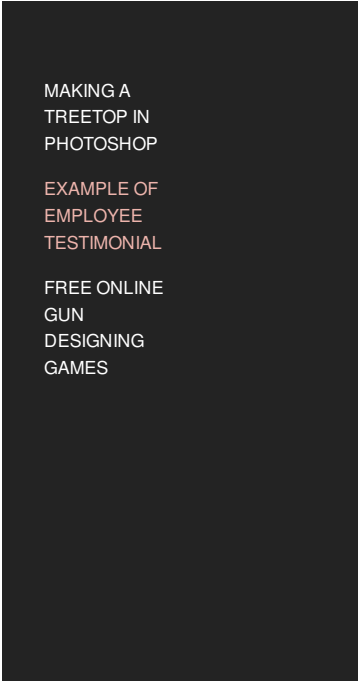 MAKING A
TREETOP IN
PHOTOSHOP
EXAMPLE OF
EMPLOYEE
TESTIMONIAL
FREE ONLINE
GUN
DESIGNING
GAMES